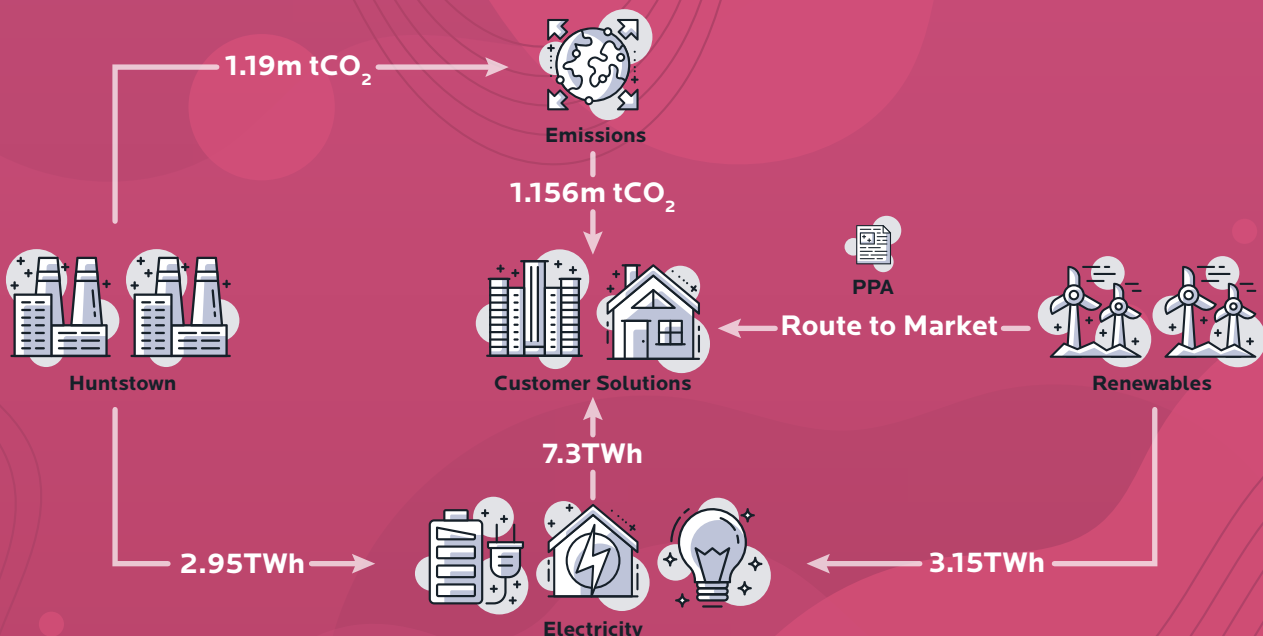 1.19m tCO₂
Emissions
1.156m tCO₂
PPA
Route to Market
Huntstown
Customer Solutions
Renewables
7.3TWh
2.95TWh
3.15TWh
Electricity